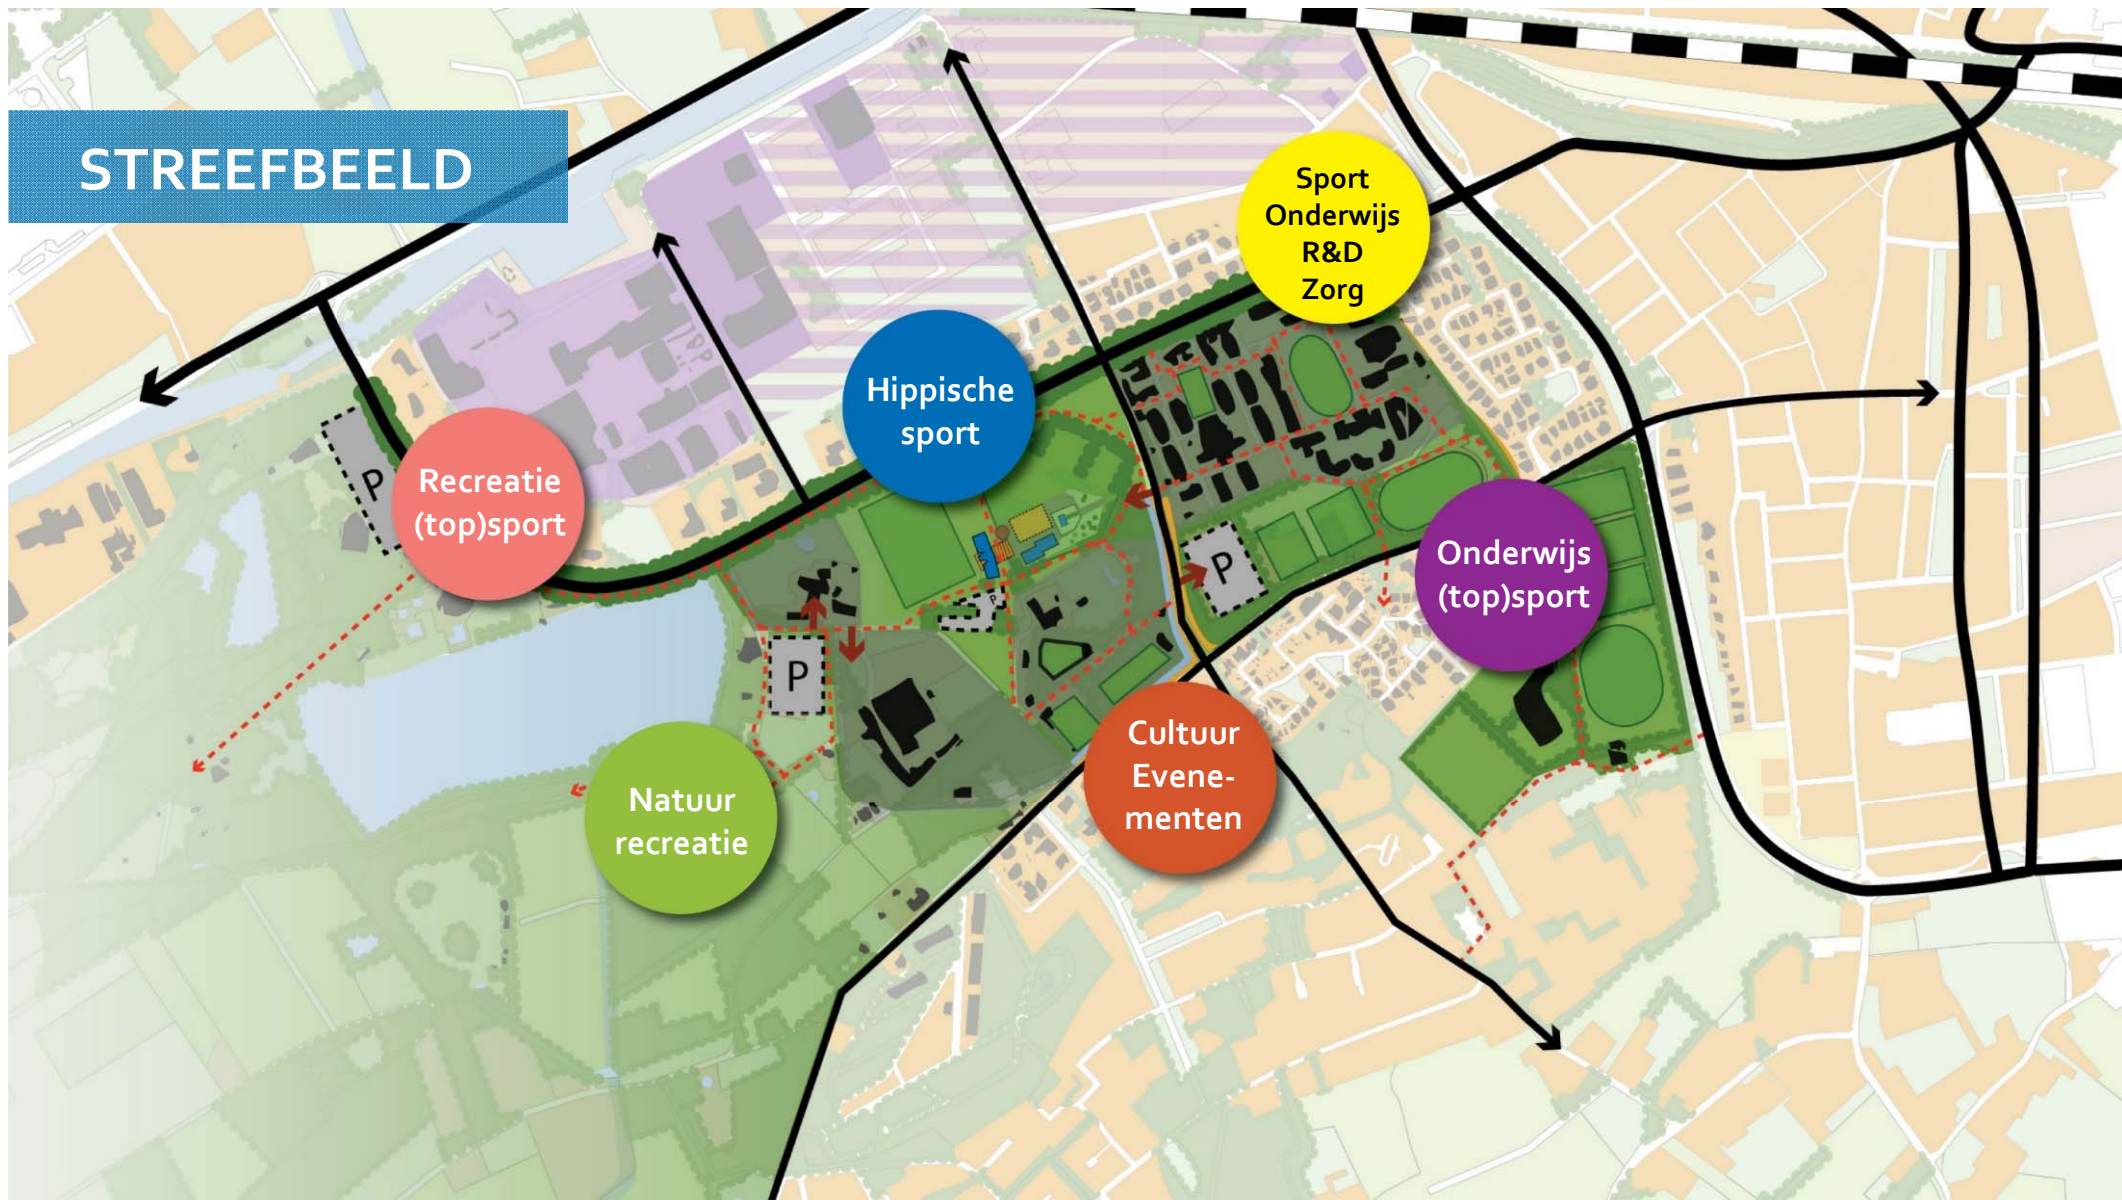 STREEFBEELD
Sport
Onderwijs
R&D
Zorg
Hippische
sport
Recreatie
(top)sport
P
Onderwijs
(top)sport
P
P
P
Cultuur
Evene-
menten
Natuur
recreatie